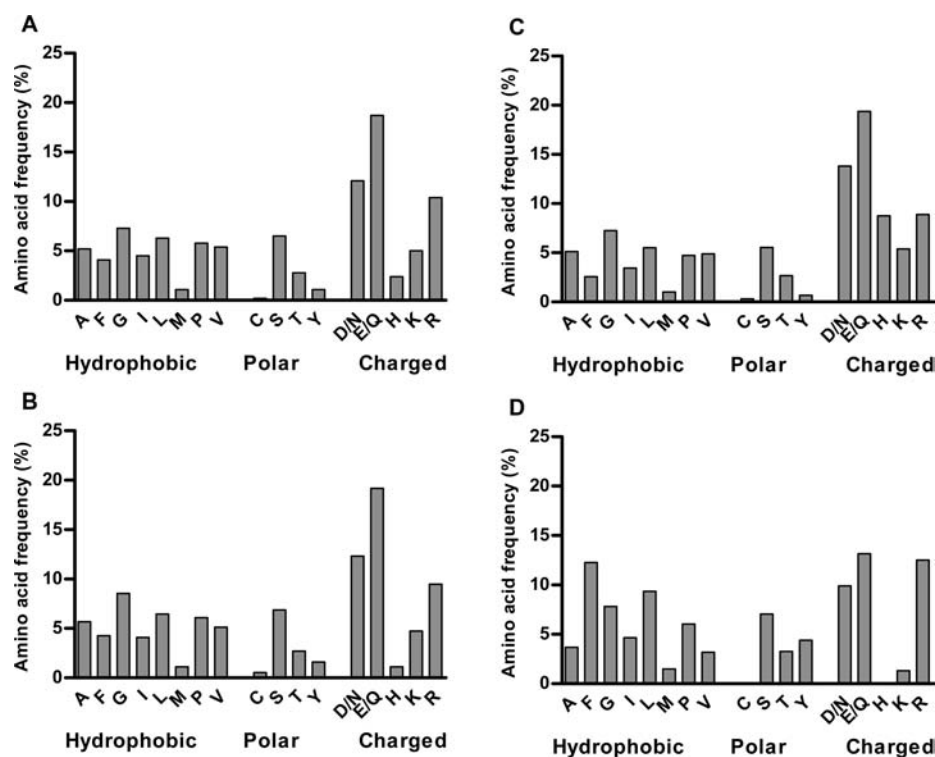 A
Amino acid frequency (%)
25
20
15
10
5
0
A F G I L M P V C S T Y D/N E/Q H K R
Hydrophobic Polar Charged
C
Amino acid frequency (%)
25
20
15
10
5
0
A F G I L M P V C S T Y D/N E/Q H K R
Hydrophobic Polar Charged
B
Amino acid frequency (%)
25
20
15
10
5
0
A F G I L M P V C S T Y D/N E/Q H K R
Hydrophobic Polar Charged
D
Amino acid frequency (%)
25
20
15
10
5
0
A F G I L M P V C S T Y D/N E/Q H K R
Hydrophobic Polar Charged